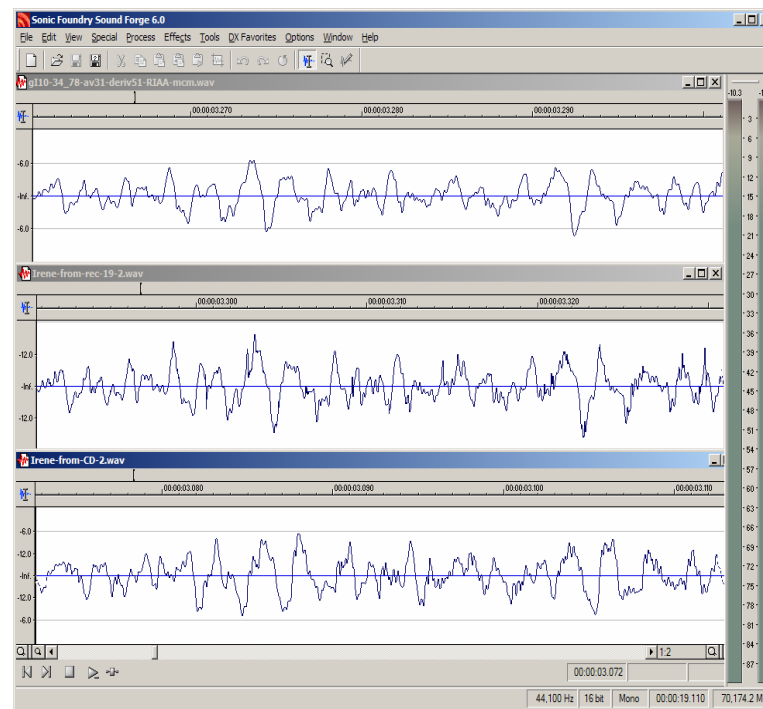 Sonic Foundry Sound Forge 6.0
File Edit View Special Process Effects Tools DX Favorites Options Window Help
gI10-34_78-av31-deriv51-RIAA-mcm.wav
-10.3
00:00:03.270 00:00:03.280 00:00:03.290
-6.0
-Inf.
-6.0
Irene-from-rec-19-2.wav
00:00:03.300 00:00:03.310 00:00:03.320
-12.0
-Inf.
-12.0
Irene-from-CD-2.wav
00:00:03.080 00:00:03.090 00:00:03.100 00:00:03.110
-6.0
-12.0
-Inf.
-12.0
-6.0
- 3 -
- 6 -
- 9 -
- 12 -
- 15 -
- 18 -
- 21 -
- 24 -
- 27 -
- 30 -
- 33 -
- 36 -
- 39 -
- 42 -
- 45 -
- 48 -
- 51 -
- 54 -
- 57 -
- 60 -
- 63 -
- 66 -
- 69 -
- 72 -
- 75 -
- 78 -
- 81 -
- 84 -
- 87 -
1:2
00:00:03.072
44,100 Hz 16 bit Mono 00:00:19.110 70,174.2 M